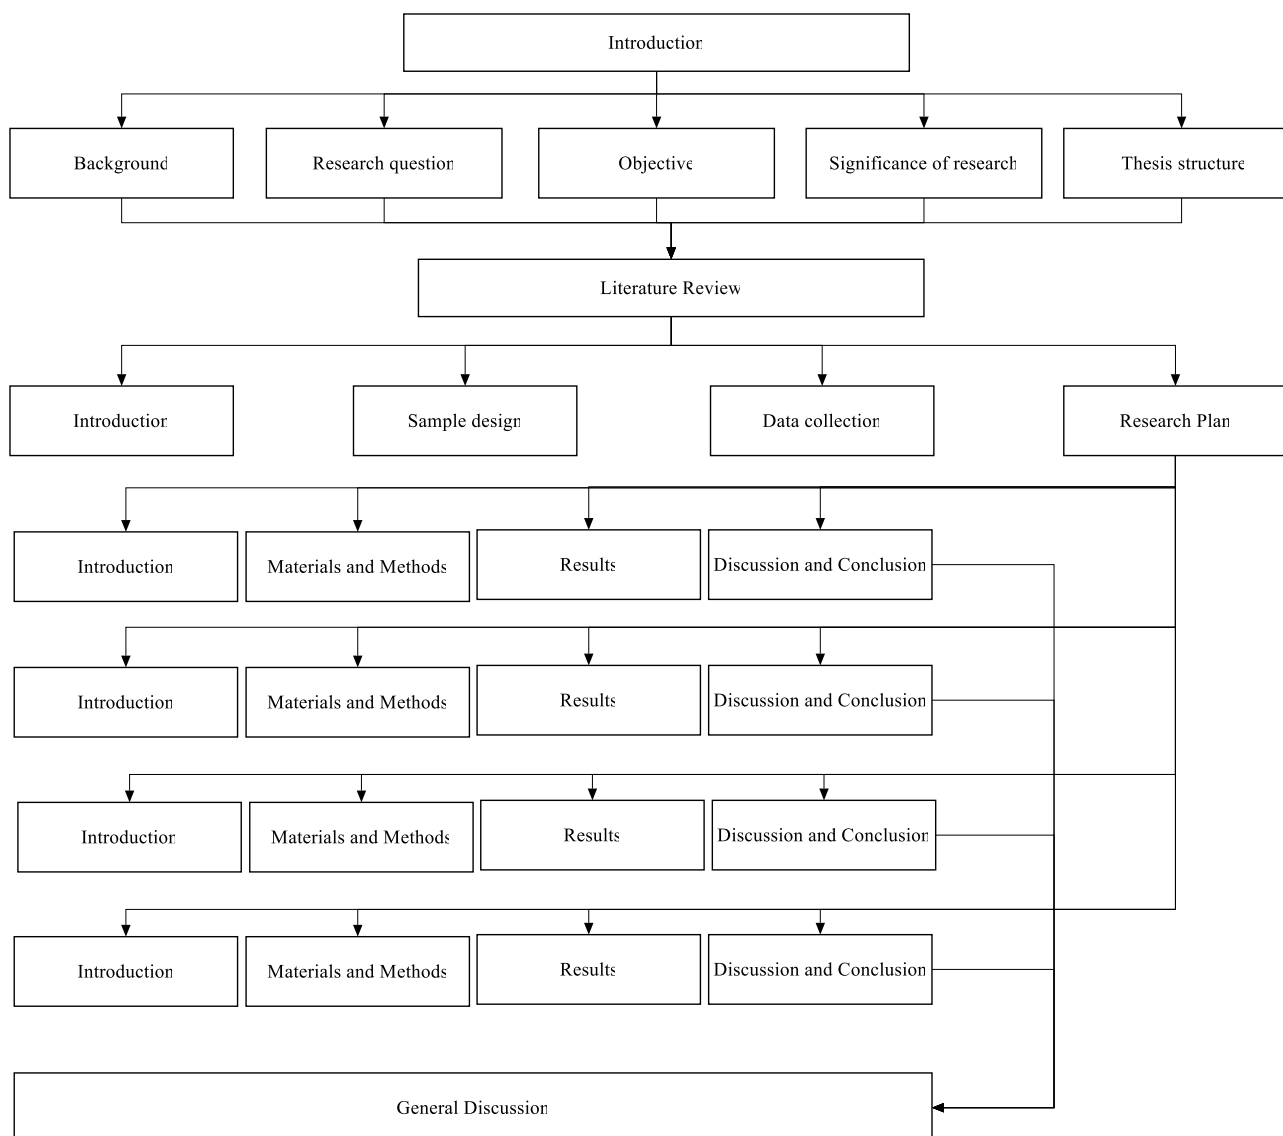 Introduction
Background
Research question
Objective
Significance of research
Thesis structure
Literature Review
Introduction
Sample design
Data collection
Research Plan
Introduction
Materials and Methods
Results
Discussion and Conclusion
Introduction
Materials and Methods
Results
Discussion and Conclusion
Introduction
Materials and Methods
Results
Discussion and Conclusion
Introduction
Materials and Methods
Results
Discussion and Conclusion
General Discussion